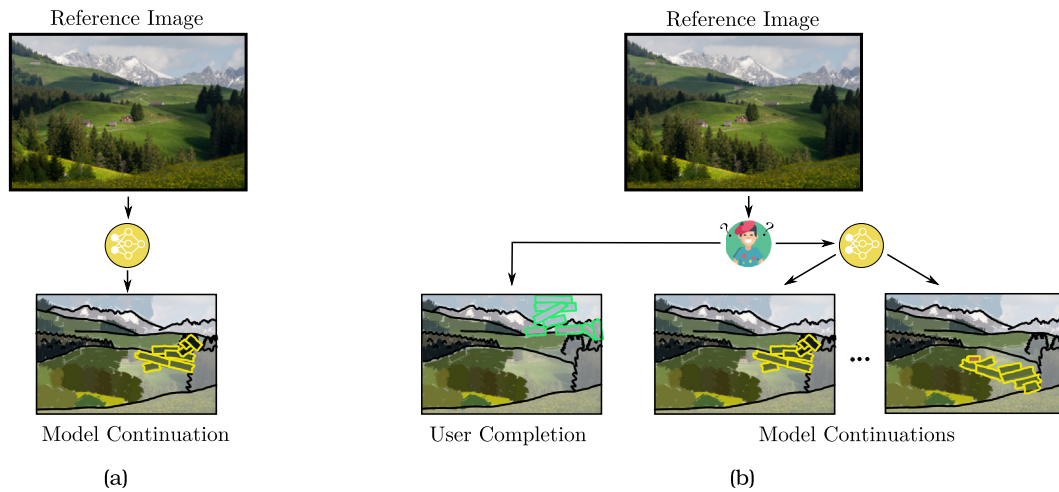 Reference Image
Model Continuation
(a)
Reference Image
? ?
User Completion
Model Continuations
(b)